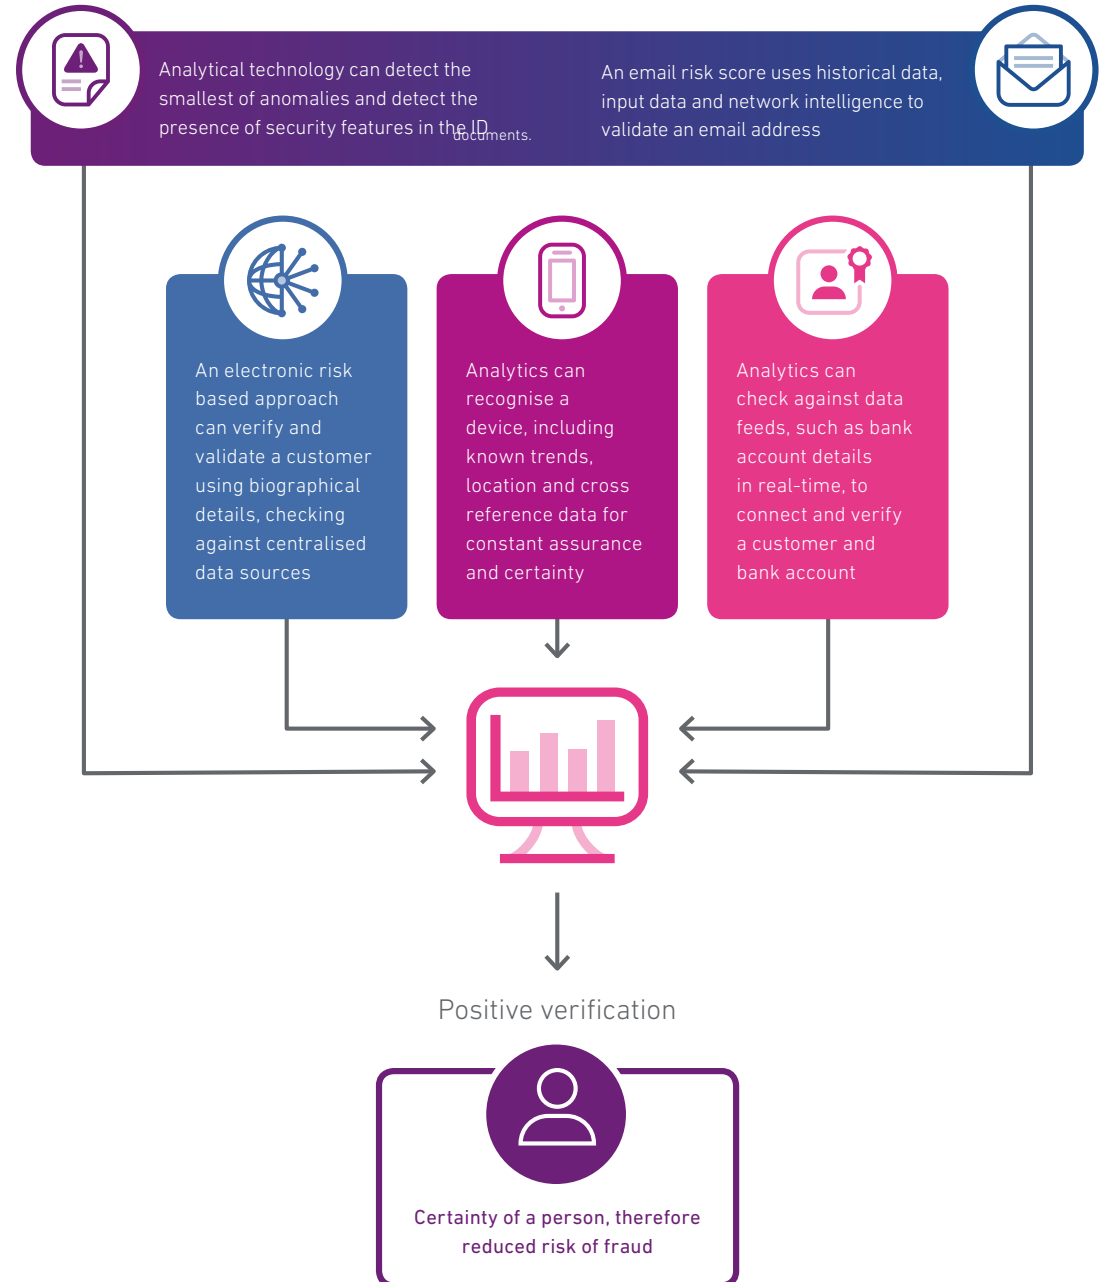 Analytical technology can detect the
smallest of anomalies and detect the
presence of security features in the ID
documents.
An email risk score uses historical data,
input data and network intelligence to
validate an email address
An electronic risk
based approach
can verify and
validate a customer
using biographical
details, checking
against centralised
data sources
Analytics can
recognise a
device, including
known trends,
location and cross
reference data for
constant assurance
and certainty
Analytics can
check against data
feeds, such as bank
account details
in real-time, to
connect and verify
a customer and
bank account
Positive verification
Certainty of a person, therefore
reduced risk of fraud